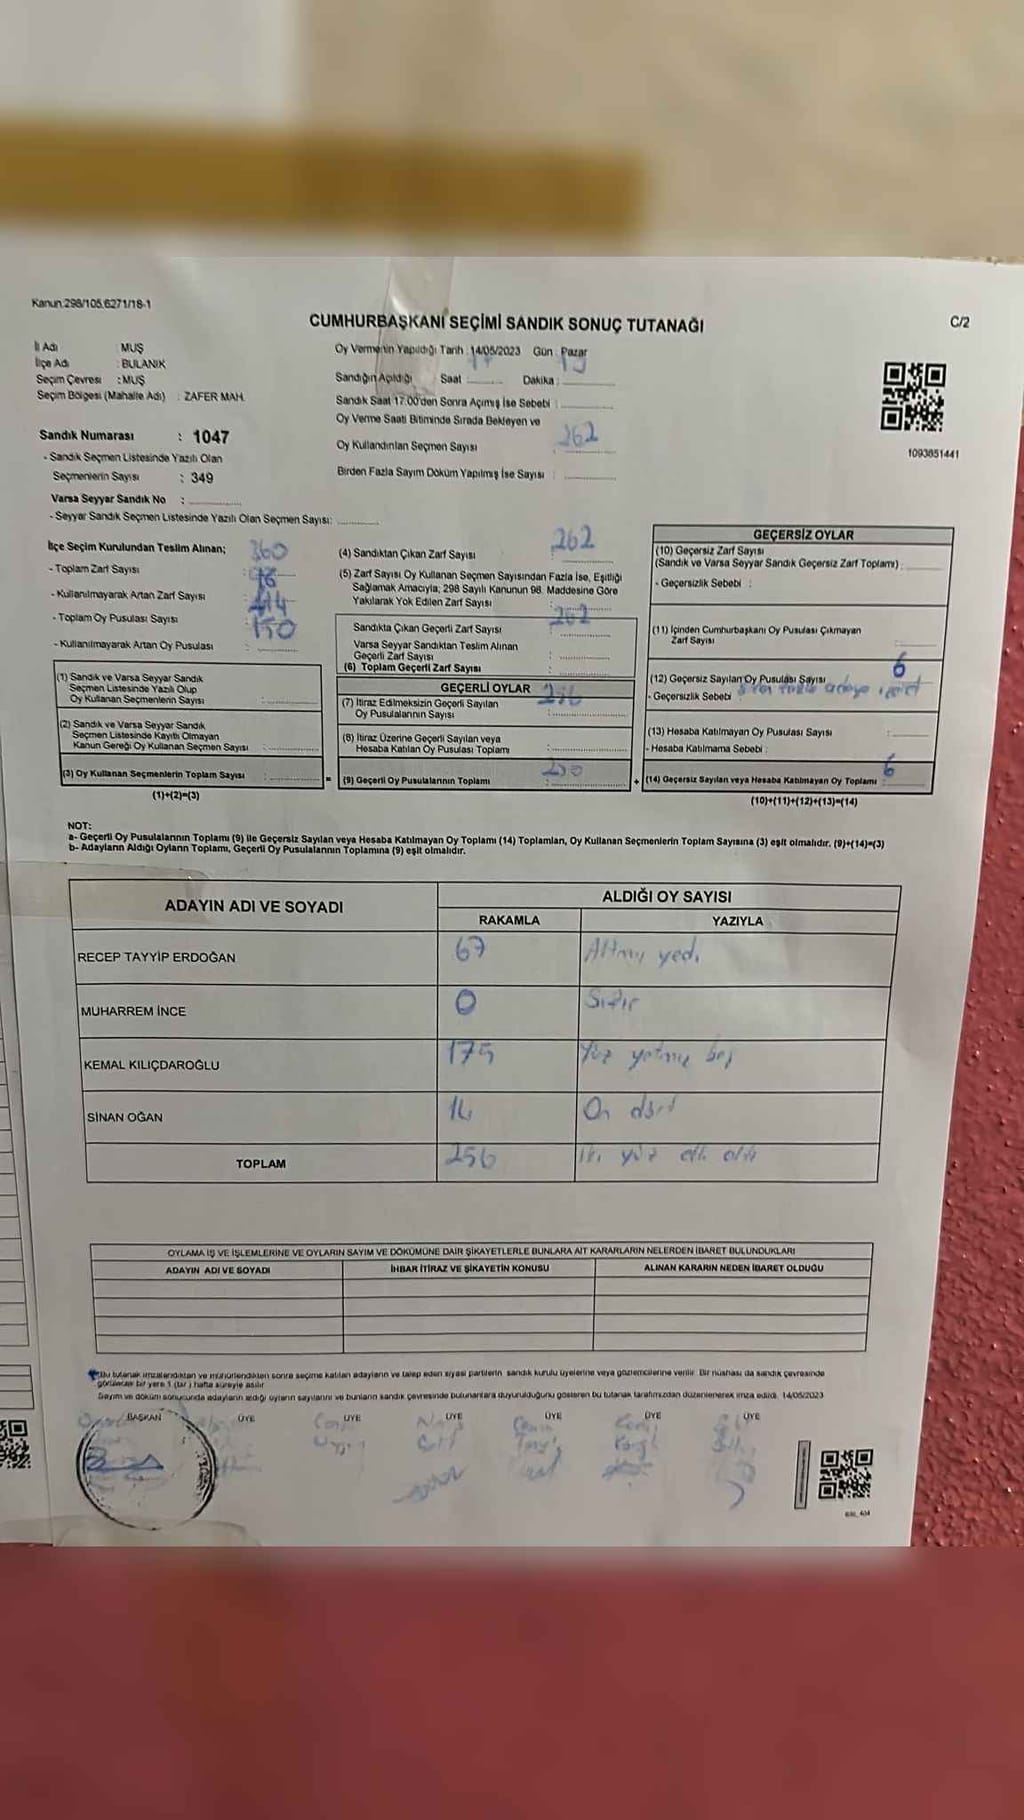 Kanun.298/105.6271/18-1
CUMHURBAŞKANI SEÇİMİ SANDIK SONUÇ TUTANAĞI
C/2
İl Adı : MUŞ
İlçe Adı : BULANIK
Seçim Çevresi : MUŞ
Seçim Bölgesi (Mahalle Adı) : ZAFER MAH.
Sandık Numarası : 1047
- Sandık Seçmen Listesinde Yazılı Olan
Seçmenlerin Sayısı : 349
Varsa Seyyar Sandık No :
- Seyyar Sandık Seçmen Listesinde Yazılı Olan Seçmen Sayısı:
Oy Vermenin Yapıldığı Tarih : 14/05/2023 Gün : Pazar
Sandığın Açıldığı Saat 17 Dakika : 15
Sandık Saat 17.00'den Sonra Açılmış İse Sebebi :
Oy Verme Saati Bitiminde Sırada Bekleyen ve
Oy Kullandırılan Seçmen Sayısı : 262
Birden Fazla Sayım Döküm Yapılmış İse Sayısı :
1093851441
İlçe Seçim Kurulundan Teslim Alınan;
- Toplam Zarf Sayısı : 360
- Kullanılmayarak Artan Zarf Sayısı :
- Toplam Oy Pusulası Sayısı :
- Kullanılmayarak Artan Oy Pusulası : 150
(1) Sandık ve Varsa Seyyar Sandık
Seçmen Listesinde Yazılı Olup
Oy Kullanan Seçmenlerin Sayısı :
(2) Sandık ve Varsa Seyyar Sandık
Seçmen Listesinde Kayıtlı Olmayan
Kanun Gereği Oy Kullanan Seçmen Sayısı :
(3) Oy Kullanan Seçmenlerin Toplam Sayısı :
(1)+(2)=(3)
(4) Sandıktan Çıkan Zarf Sayısı : 262
(5) Zarf Sayısı Oy Kullanan Seçmen Sayısından Fazla İse, Eşitliği
Sağlamak Amacıyla, 298 Sayılı Kanunun 98. Maddesine Göre
Yakılarak Yok Edilen Zarf Sayısı :
Sandıkta Çıkan Geçerli Zarf Sayısı : 262
Varsa Seyyar Sandıktan Teslim Alınan
Geçerli Zarf Sayısı :
(6) Toplam Geçerli Zarf Sayısı :
GEÇERLİ OYLAR
(7) İtiraz Edilmeksizin Geçerli Sayılan
Oy Pusulalarının Sayısı : 256
(8) İtiraz Üzerine Geçerli Sayılan veya
Hesaba Katılan Oy Pusulası Toplamı :
= (9) Geçerli Oy Pusulalarının Toplamı :
GEÇERSİZ OYLAR
(10) Geçersiz Zarf Sayısı
(Sandık ve Varsa Seyyar Sandık Geçersiz Zarf Toplamı) :
- Geçersizlik Sebebi :
(11) İçinden Cumhurbaşkanı Oy Pusulası Çıkmayan
Zarf Sayısı :
(12) Geçersiz Sayılan Oy Pusulası Sayısı : 6
- Geçersizlik Sebebi : fazla adaya
(13) Hesaba Katılmayan Oy Pusulası Sayısı :
- Hesaba Katılmama Sebebi :
+ (14) Geçersiz Sayılan veya Hesaba Katılmayan Oy Toplamı : 6
(10)+(11)+(12)+(13)=(14)
NOT:
a- Geçerli Oy Pusulalarının Toplamı (9) ile Geçersiz Sayılan veya Hesaba Katılmayan Oy Toplamı (14) Toplamları, Oy Kullanan Seçmenlerin Toplam Sayısına (3) eşit olmalıdır. (9)+(14)=(3)
b- Adayların Aldığı Oyların Toplamı, Geçerli Oy Pusulalarının Toplamına (9) eşit olmalıdır.
ADAYIN ADI VE SOYADI ALDIĞI OY SAYISI
RAKAMLA YAZIYLA
RECEP TAYYİP ERDOĞAN 67 Altmış yedi
MUHARREM İNCE 0 Sıfır
KEMAL KILIÇDAROĞLU 175 Yüz yetmiş beş
SİNAN OĞAN 14 On dört
TOPLAM 256 İki yüz elli altı
OYLAMA İŞ VE İŞLEMLERİNE VE OYLARIN SAYIM VE DÖKÜMÜNE DAİR ŞİKAYETLERLE BUNLARA AİT KARARLARIN NELERDEN İBARET BULUNDUKLARI
ADAYIN ADI VE SOYADI İHBAR İTİRAZ VE ŞİKAYETİN KONUSU ALINAN KARARIN NEDEN İBARET OLDUĞU
Bu tutanak imzalandıktan ve mühürlendikten sonra seçime katılan adayların ve talep eden siyasi partilerin sandık kurulu üyelerine veya gözlemcilerine verilir. Bir nüshası da sandık çevresinde
görülecek bir yere 1 (bir) hafta süreyle asılır.
Sayım ve döküm sonucunda adayların aldığı oyların sayılarını ve bunların sandık çevresinde bulunanlara duyurulduğunu gösteren bu tutanak tarafımızdan düzenlenerek imza edildi. 14/05/2023
BAŞKAN ÜYE ÜYE ÜYE ÜYE ÜYE ÜYE